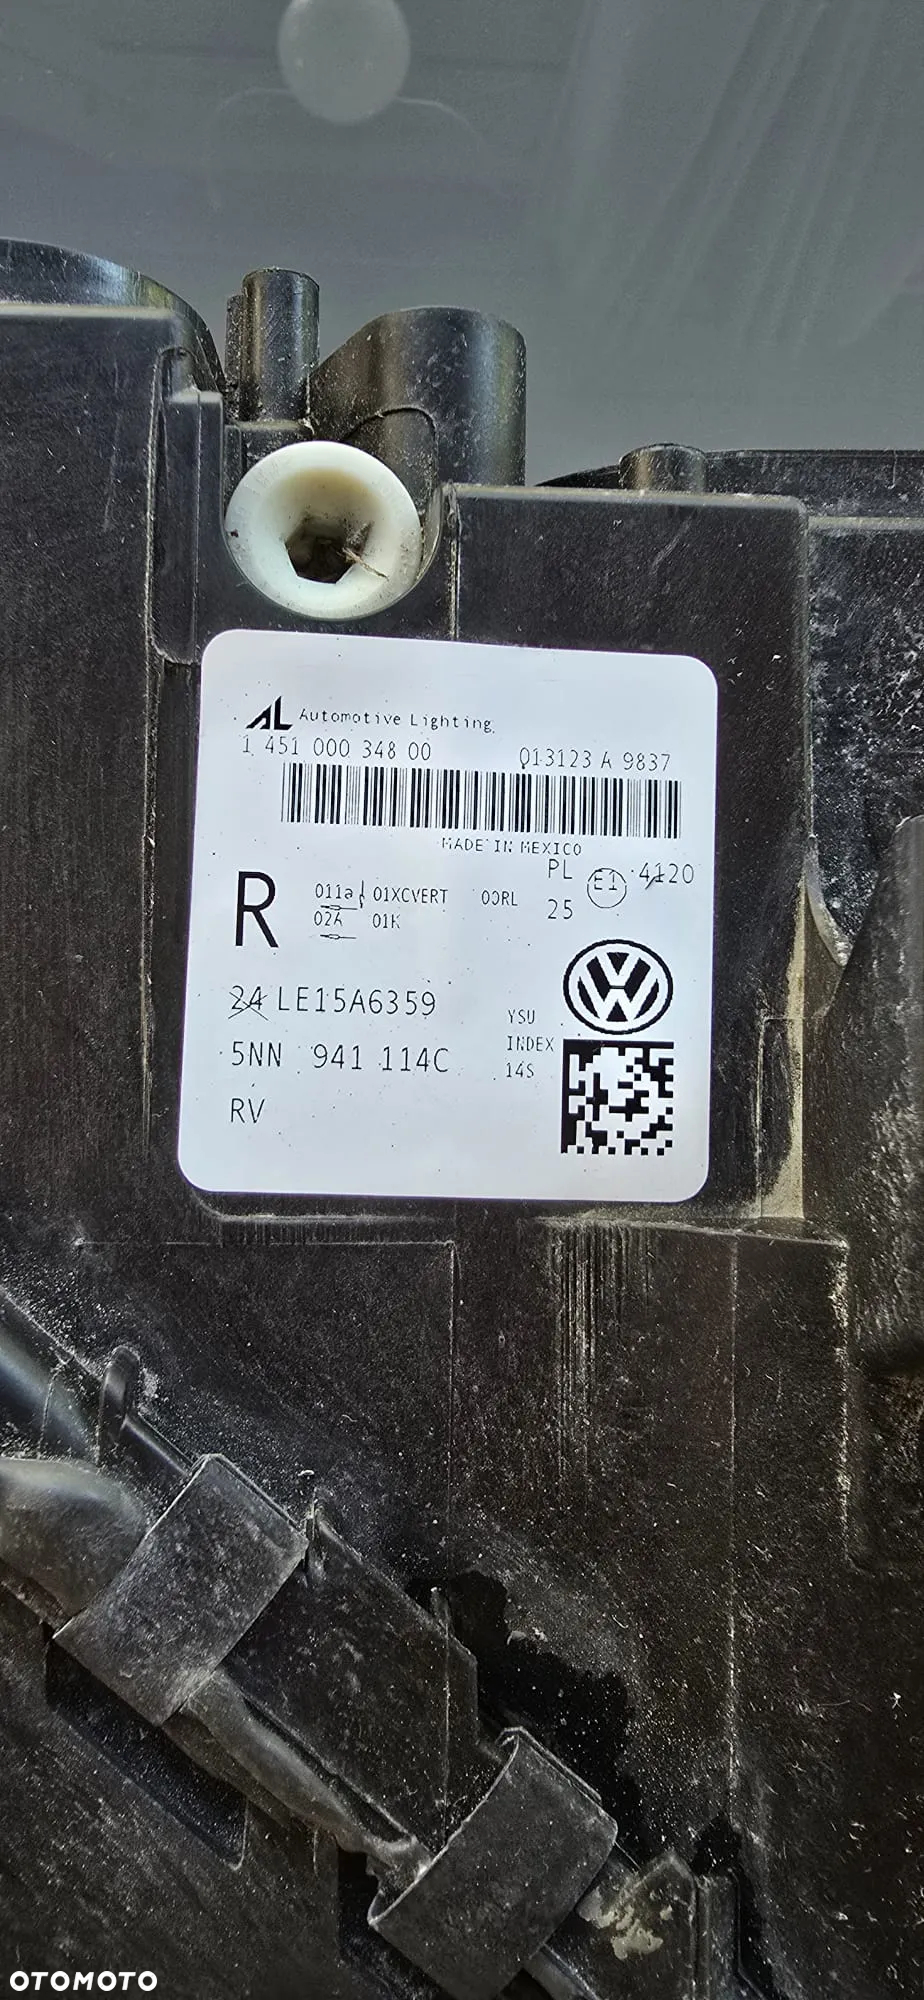 AL Automotive Lighting
1 451 000 348 00 013123 A 9837
MADE IN MEXICO
PL E1 4120
R 011a 01XCVERT 00RL 25
02A 01K
24 LE15A6359
YSU
5NN 941 114C INDEX
14S
RV
OTOMOTO